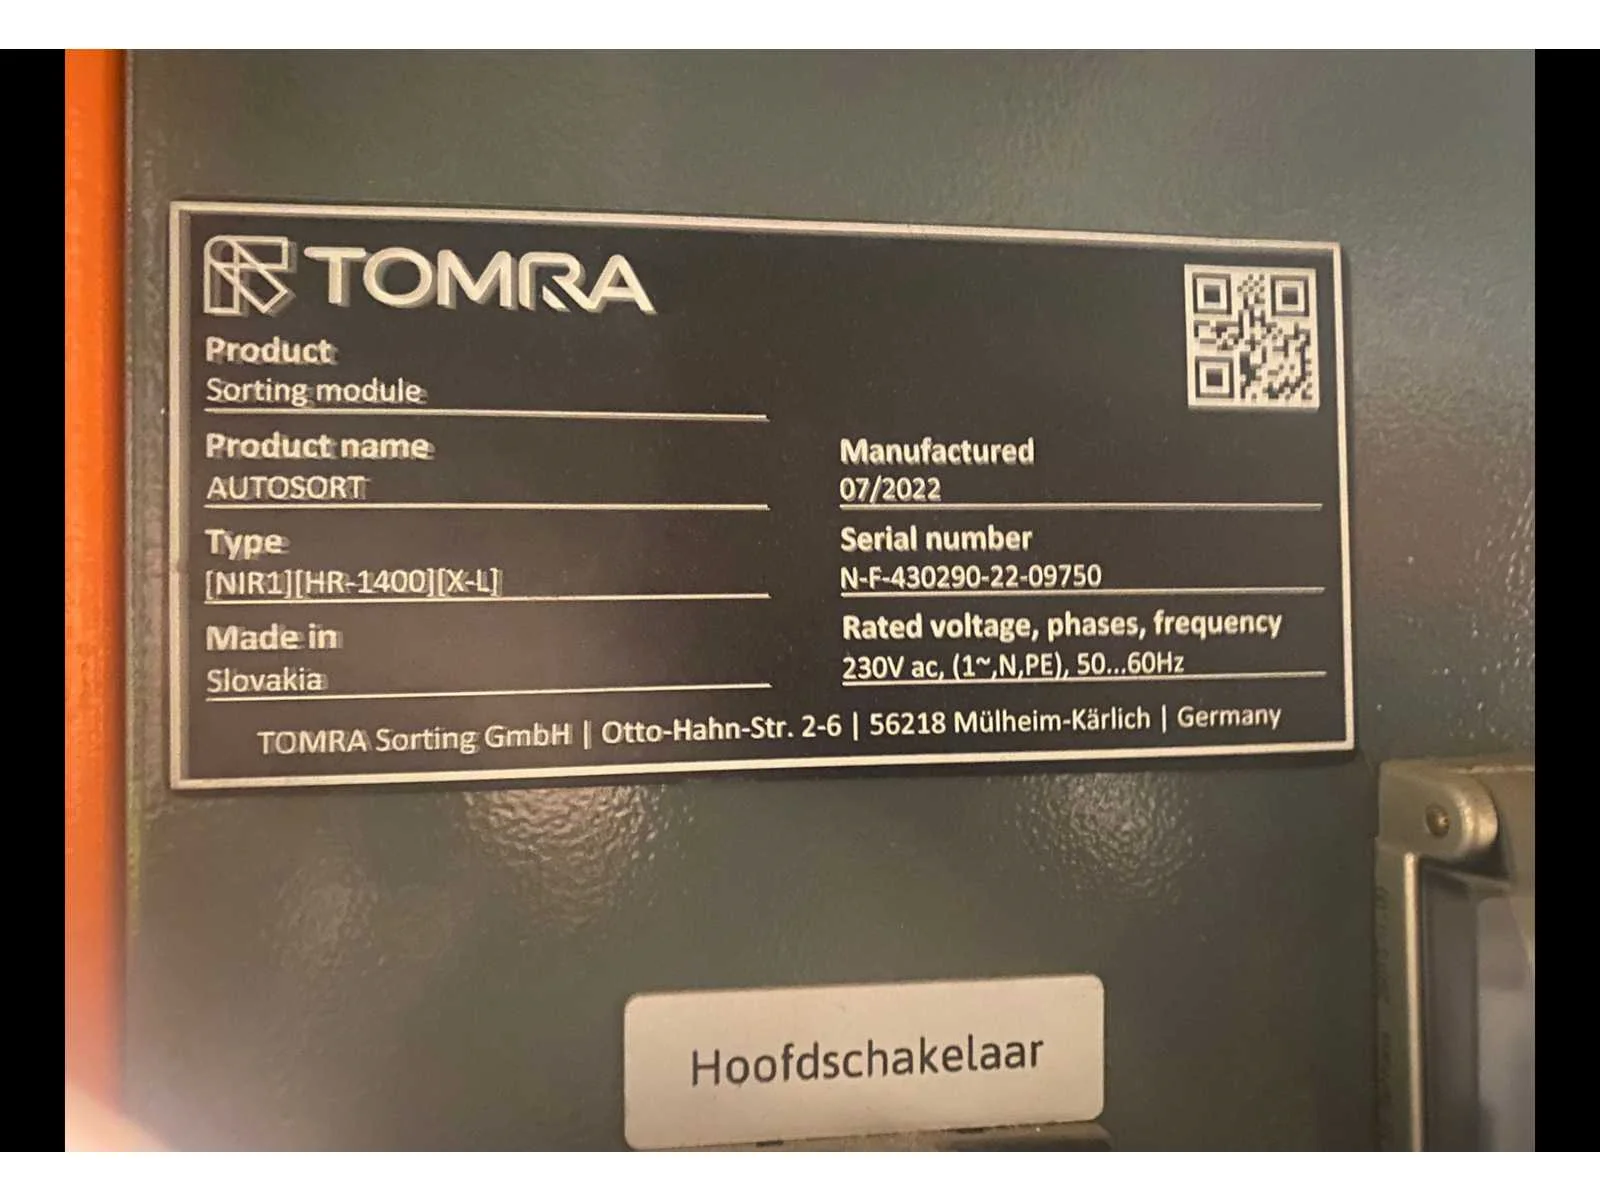 TOMRA
Product
Sorting module
Product name
AUTOSORT
Type
[NIR1][HR-1400][X-L]
Made in
Slovakia
Manufactured
07/2022
Serial number
N-F-430290-22-09750
Rated voltage, phases, frequency
230V ac, (1~,N,PE), 50...60Hz
TOMRA Sorting GmbH | Otto-Hahn-Str. 2-6 | 56218 Mülheim-Kärlich | Germany
Hoofdschakelaar